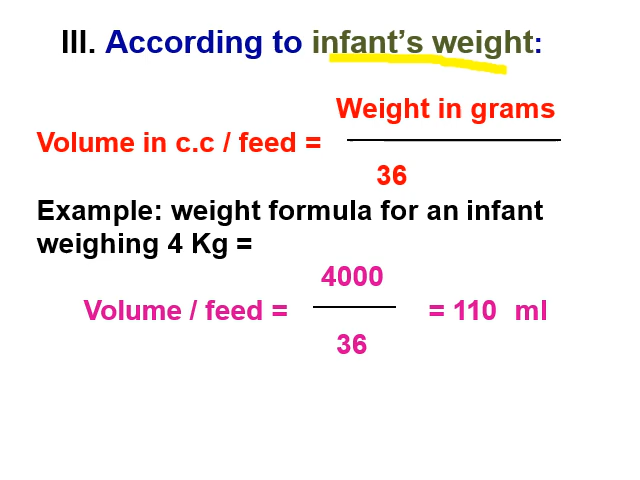 III. According to infant's weight:
Weight in grams
Volume in c.c / feed =
36
Example: weight formula for an infant
weighing 4 Kg =
4000
Volume / feed = = 110 ml
36